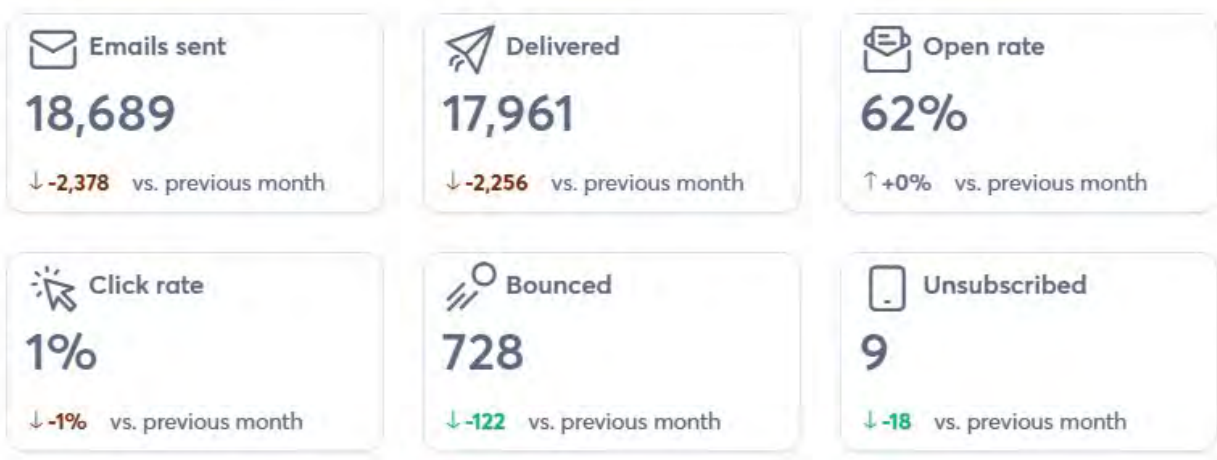 Emails sent
18,689
↓ -2,378 vs. previous month
Delivered
17,961
↓ -2,256 vs. previous month
Open rate
62%
↑ +0% vs. previous month
Click rate
1%
↓ -1% vs. previous month
Bounced
728
↓ -122 vs. previous month
Unsubscribed
9
↓ -18 vs. previous month